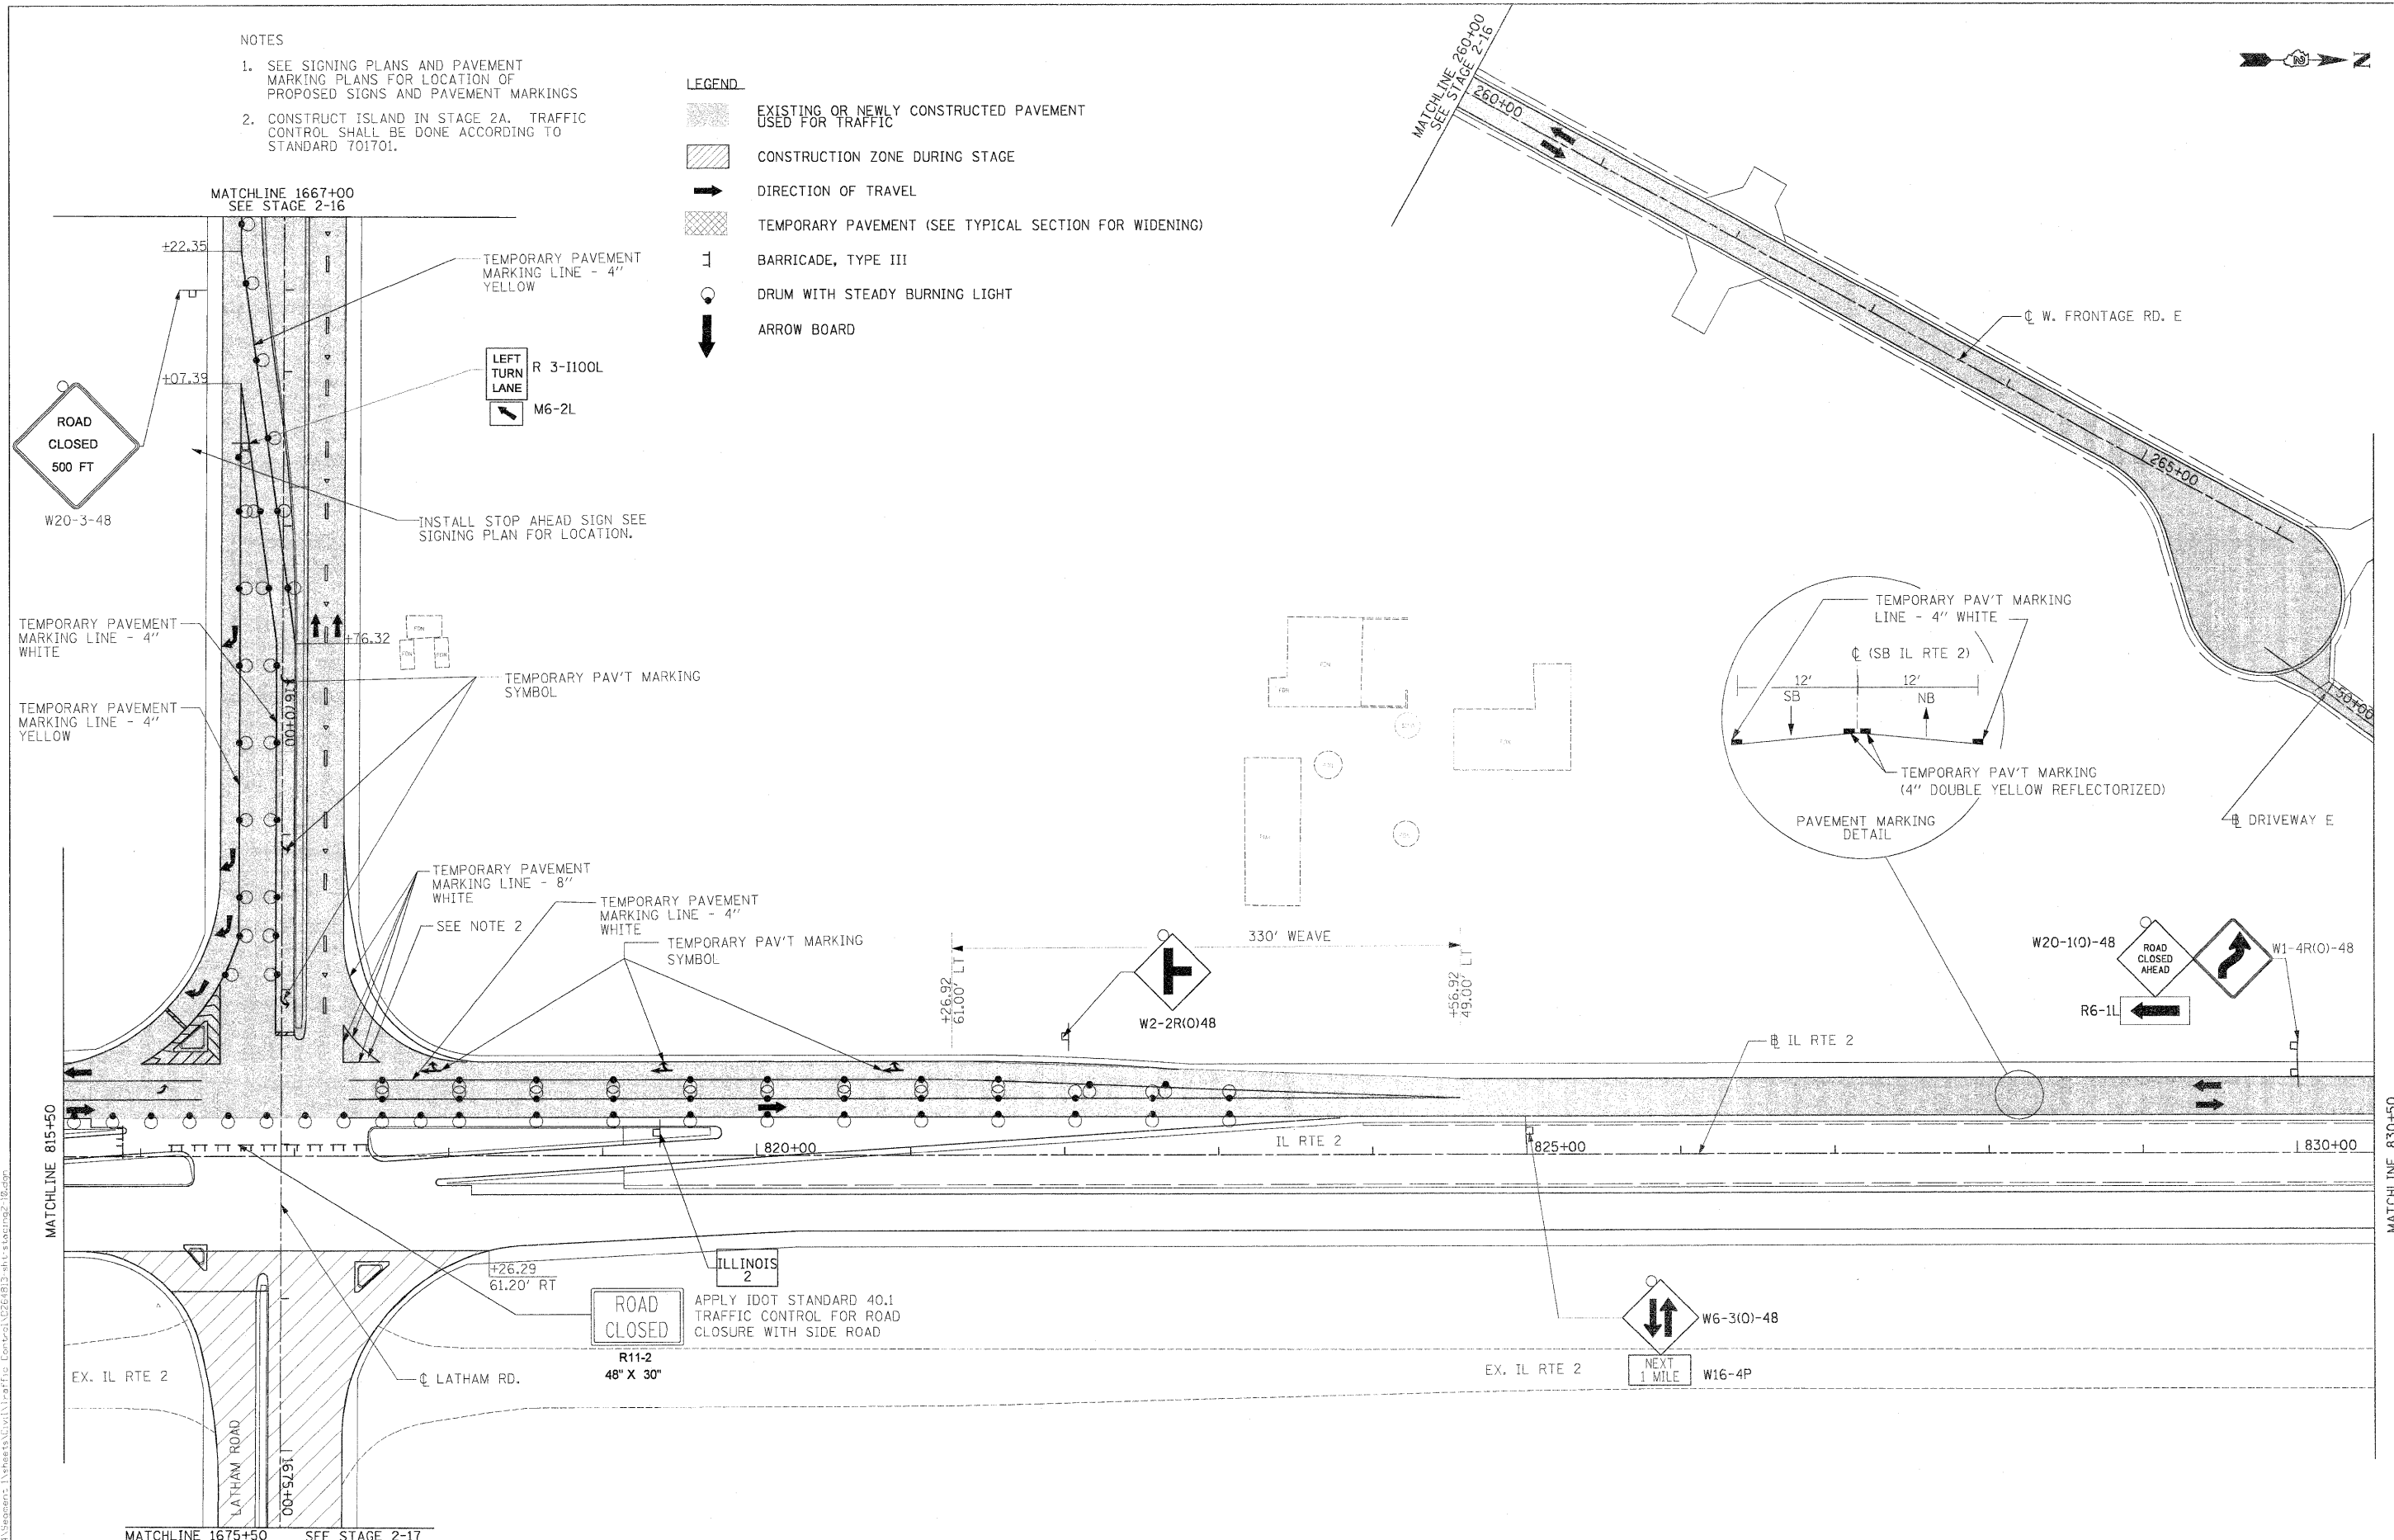 NOTES
1. SEE SIGNING PLANS AND PAVEMENT
MARKING PLANS FOR LOCATION OF
PROPOSED SIGNS AND PAVEMENT MARKINGS
2. CONSTRUCT ISLAND IN STAGE 2A. TRAFFIC
CONTROL SHALL BE DONE ACCORDING TO
STANDARD 701701.
LEGEND
EXISTING OR NEWLY CONSTRUCTED PAVEMENT
USED FOR TRAFFIC
CONSTRUCTION ZONE DURING STAGE
DIRECTION OF TRAVEL
TEMPORARY PAVEMENT (SEE TYPICAL SECTION FOR WIDENING)
BARRICADE, TYPE III
DRUM WITH STEADY BURNING LIGHT
ARROW BOARD
MATCHLINE 260+00
SEE STAGE 2-16
260+00
2
N
MATCHLINE 1667+00
SEE STAGE 2-16
+22.35
TEMPORARY PAVEMENT
MARKING LINE - 4"
YELLOW
₵ W. FRONTAGE RD. E
LEFT
TURN
LANE
R 3-I100L
M6-2L
+07.39
ROAD
CLOSED
500 FT
W20-3-48
265+00
INSTALL STOP AHEAD SIGN SEE
SIGNING PLAN FOR LOCATION.
TEMPORARY PAVEMENT
MARKING LINE - 4"
WHITE
+76.32
FDN
FDN
FDN
TEMPORARY PAV'T MARKING
SYMBOL
1670+00
TEMPORARY PAVEMENT
MARKING LINE - 4"
YELLOW
FDN
FDN
FDN
TEMPORARY PAV'T MARKING
LINE - 4" WHITE
₵ (SB IL RTE 2)
12'
12'
SB
NB
TEMPORARY PAV'T MARKING
(4" DOUBLE YELLOW REFLECTORIZED)
PAVEMENT MARKING
DETAIL
50+00
DRIVEWAY E
TEMPORARY PAVEMENT
MARKING LINE - 8"
WHITE
SEE NOTE 2
TEMPORARY PAVEMENT
MARKING LINE - 4"
WHITE
TEMPORARY PAV'T MARKING
SYMBOL
330' WEAVE
+26.92
61.00' LT
+56.92
49.00' LT
W2-2R(O)48
W20-1(O)-48
ROAD
CLOSED
AHEAD
W1-4R(O)-48
R6-1L
IL RTE 2
MATCHLINE 815+50
820+00
IL RTE 2
825+00
830+00
MATCHLINE 830+50
+26.29
61.20' RT
ILLINOIS
2
ROAD
CLOSED
R11-2
48" X 30"
APPLY IDOT STANDARD 40.1
TRAFFIC CONTROL FOR ROAD
CLOSURE WITH SIDE ROAD
W6-3(O)-48
NEXT
1 MILE
W16-4P
EX. IL RTE 2
₵ LATHAM RD.
EX. IL RTE 2
LATHAM ROAD
1675+00
MATCHLINE 1675+50 SEE STAGE 2-17